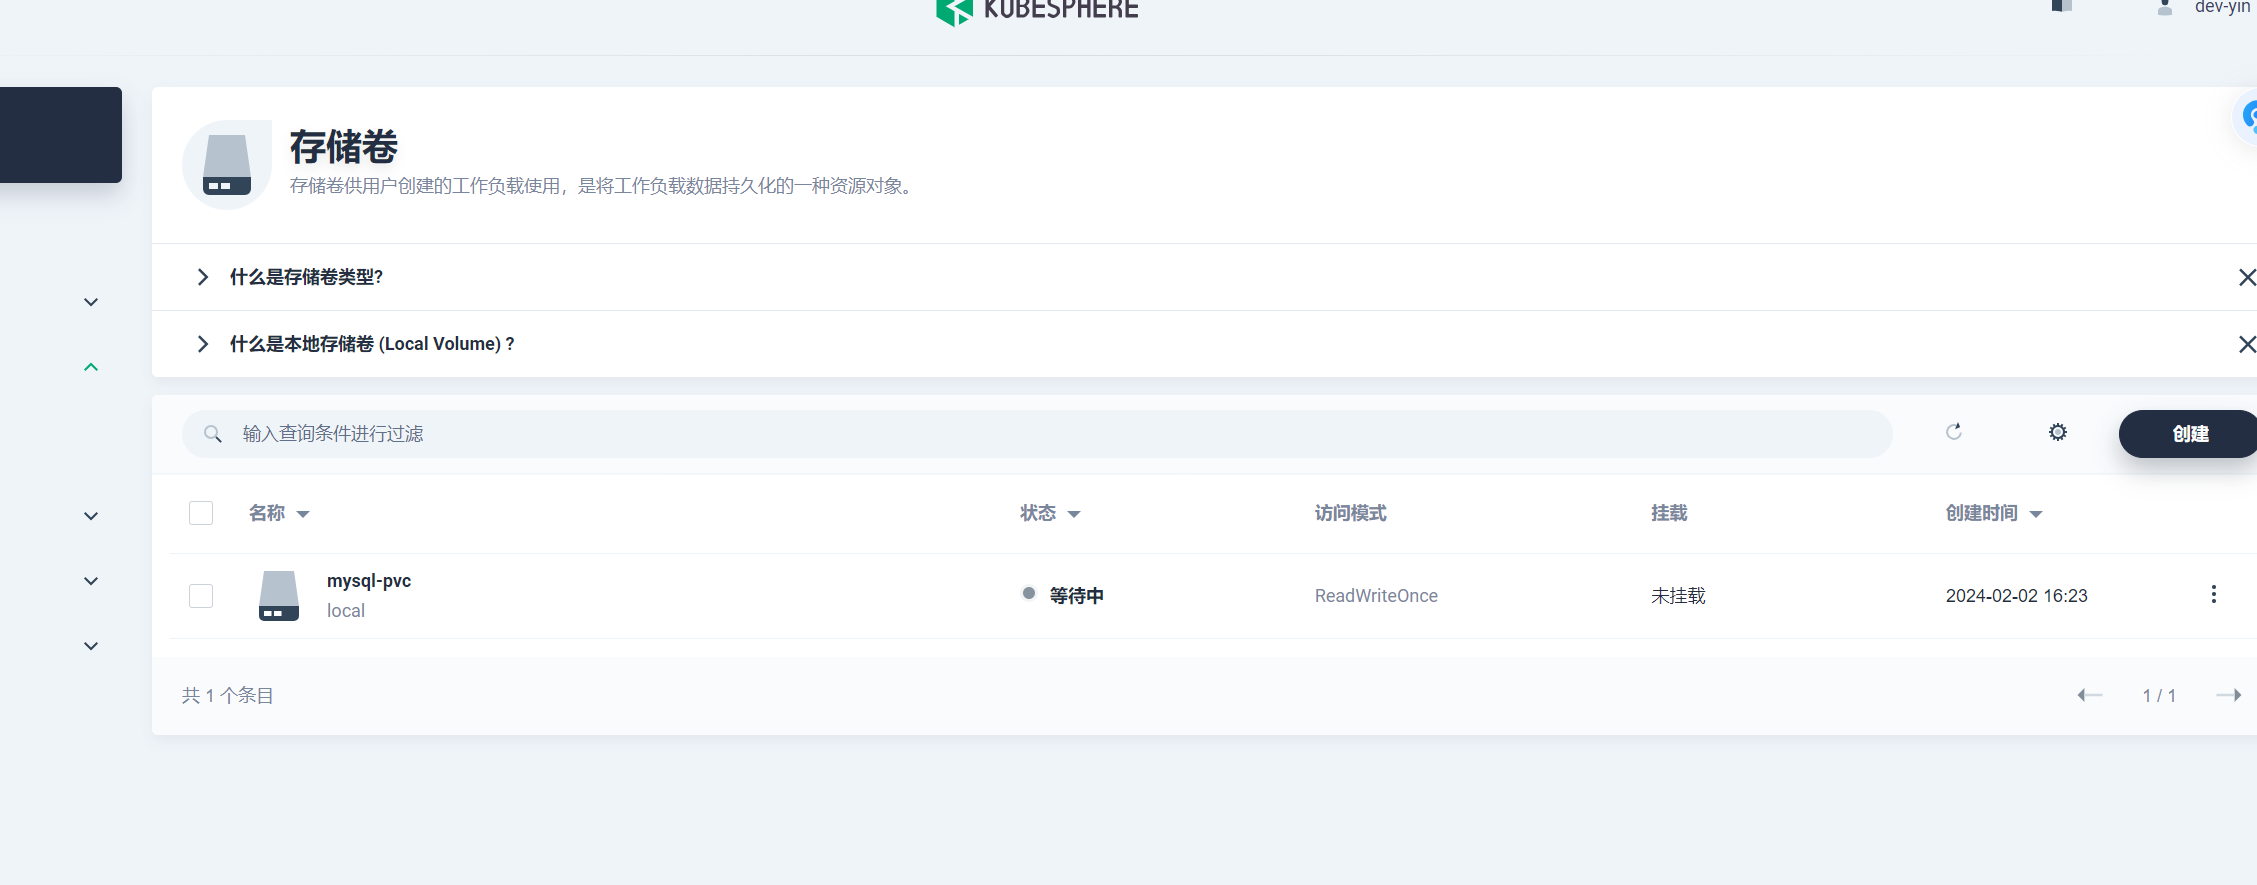 KUBESPHERE
dev-yin
存储卷
存储卷供用户创建的工作负载使用，是将工作负载数据持久化的一种资源对象。
什么是存储卷类型?
什么是本地存储卷 (Local Volume) ?
输入查询条件进行过滤
创建
名称 状态 访问模式 挂载 创建时间
mysql-pvc
local
等待中 ReadWriteOnce 未挂载 2024-02-02 16:23
共 1 个条目
1 / 1